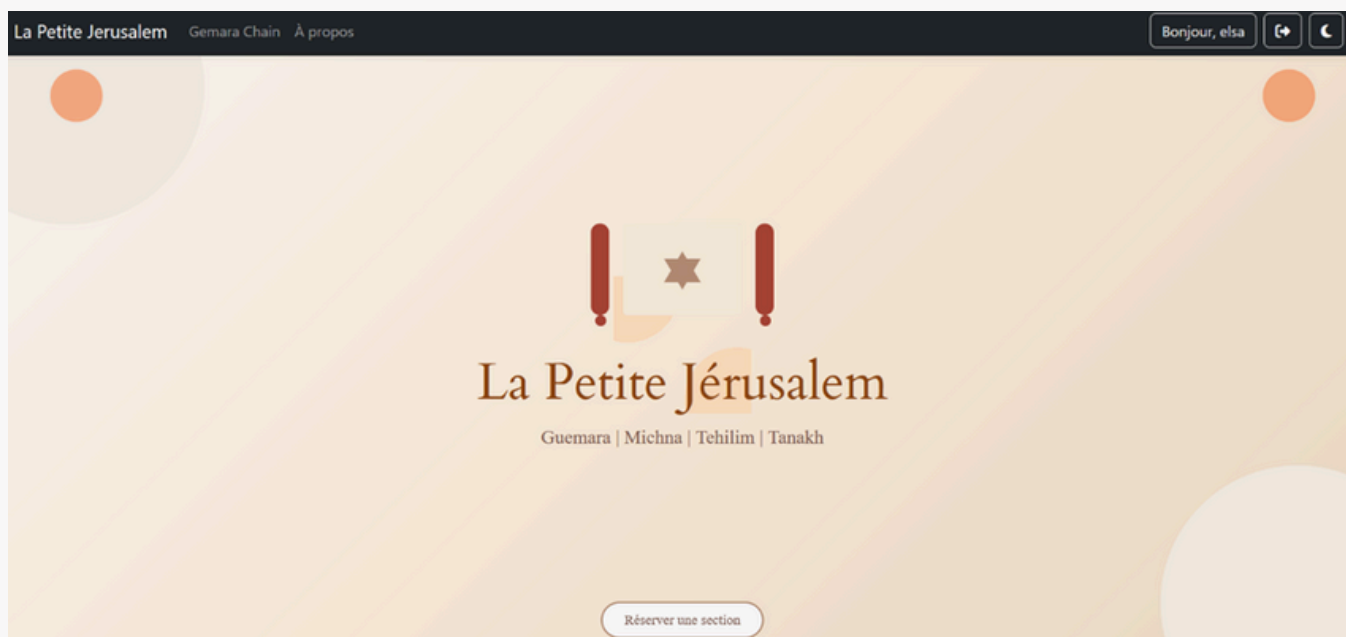 La Petite Jerusalem Gemara Chain À propos Bonjour, elsa
La Petite Jérusalem
Guemara | Michna | Tehilim | Tanakh
Réserver une section